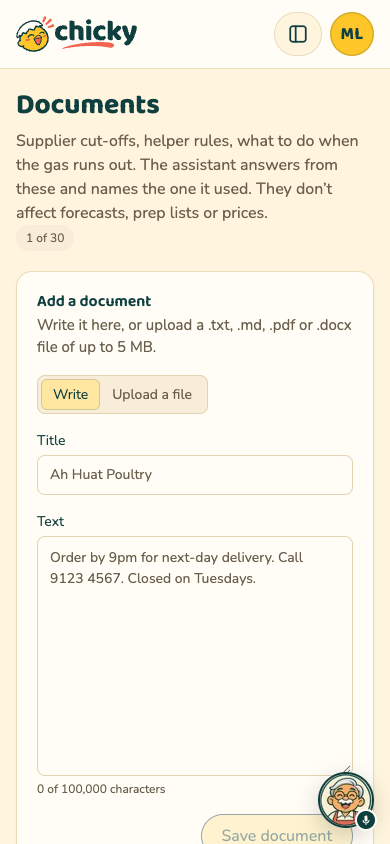 chicky
ML
Documents
Supplier cut-offs, helper rules, what to do when
the gas runs out. The assistant answers from
these and names the one it used. They don’t
affect forecasts, prep lists or prices.
1 of 30
Add a document
Write it here, or upload a .txt, .md, .pdf or .docx
file of up to 5 MB.
Write Upload a file
Title
Ah Huat Poultry
Text
Order by 9pm for next-day delivery. Call
9123 4567. Closed on Tuesdays.
0 of 100,000 characters
Save document